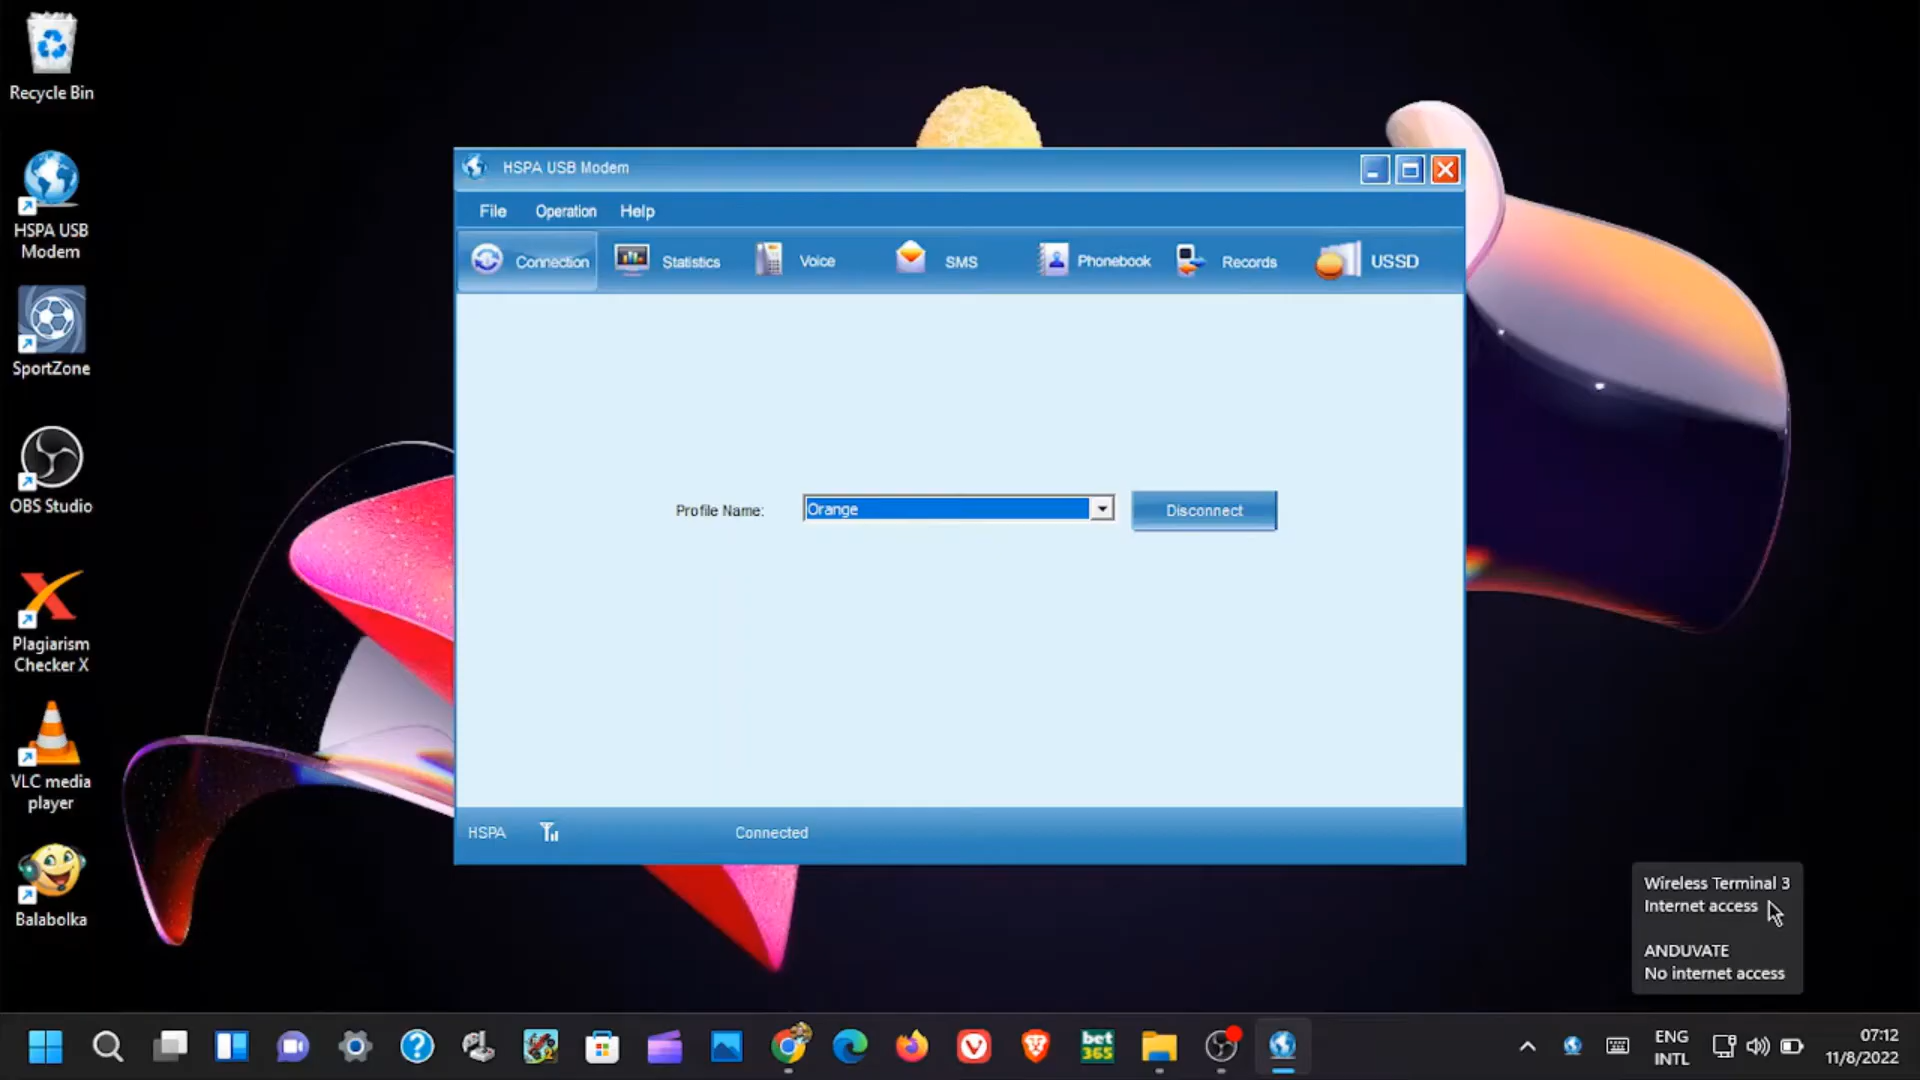 Recycle Bin
HSPA USB
Modem
SportZone
OBS Studio
Plagiarism
Checker X
VLC media
player
Balabolka
HSPA USB Modem
File Operation Help
Connection Statistics Voice SMS Phonebook Records USSD
Profile Name: Orange Disconnect
HSPA Connected
Wireless Terminal 3
Internet access
ANDUVATE
No internet access
bet
365
ENG
INTL
07:12
11/8/2022